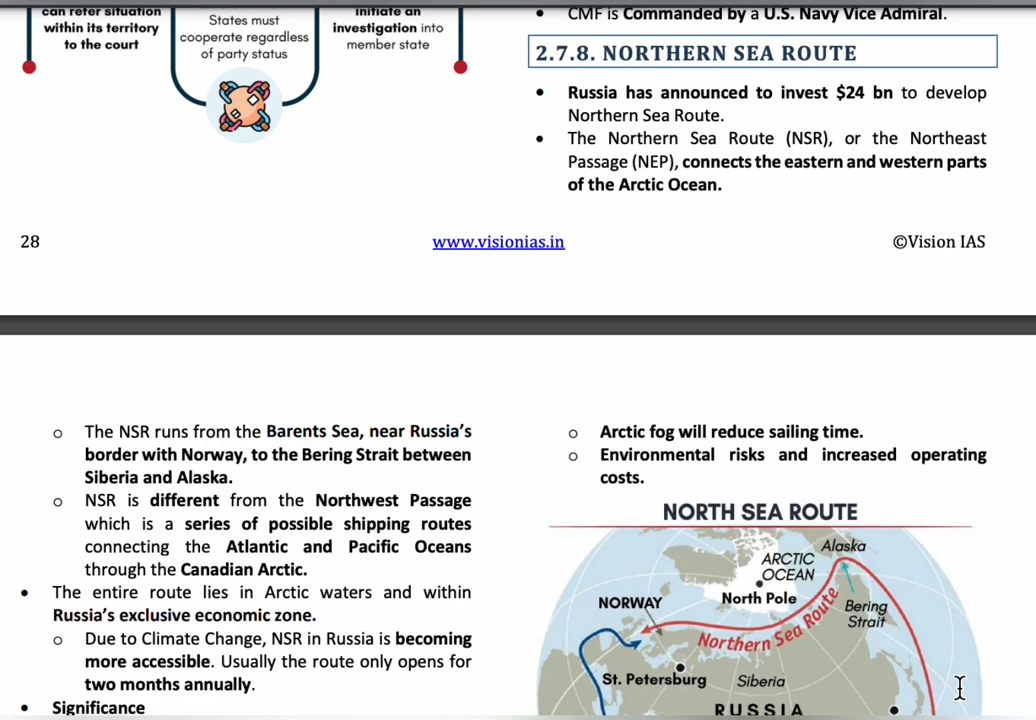 can refer situation
within its territory
to the court
States must
cooperate regardless
of party status
initiate an
investigation into
member state
• CMF is Commanded by a U.S. Navy Vice Admiral.
2.7.8. NORTHERN SEA ROUTE
• Russia has announced to invest $24 bn to develop
Northern Sea Route.
• The Northern Sea Route (NSR), or the Northeast
Passage (NEP), connects the eastern and western parts
of the Arctic Ocean.
28
www.visionias.in
©Vision IAS
o The NSR runs from the Barents Sea, near Russia's
border with Norway, to the Bering Strait between
Siberia and Alaska.
o NSR is different from the Northwest Passage
which is a series of possible shipping routes
connecting the Atlantic and Pacific Oceans
through the Canadian Arctic.
• The entire route lies in Arctic waters and within
Russia's exclusive economic zone.
o Due to Climate Change, NSR in Russia is becoming
more accessible. Usually the route only opens for
two months annually.
• Significance
o Arctic fog will reduce sailing time.
o Environmental risks and increased operating
costs.
NORTH SEA ROUTE
Alaska
ARCTIC
OCEAN
North Pole
NORWAY
Bering
Strait
Northern Sea Route
St. Petersburg
Siberia
RUSSIA